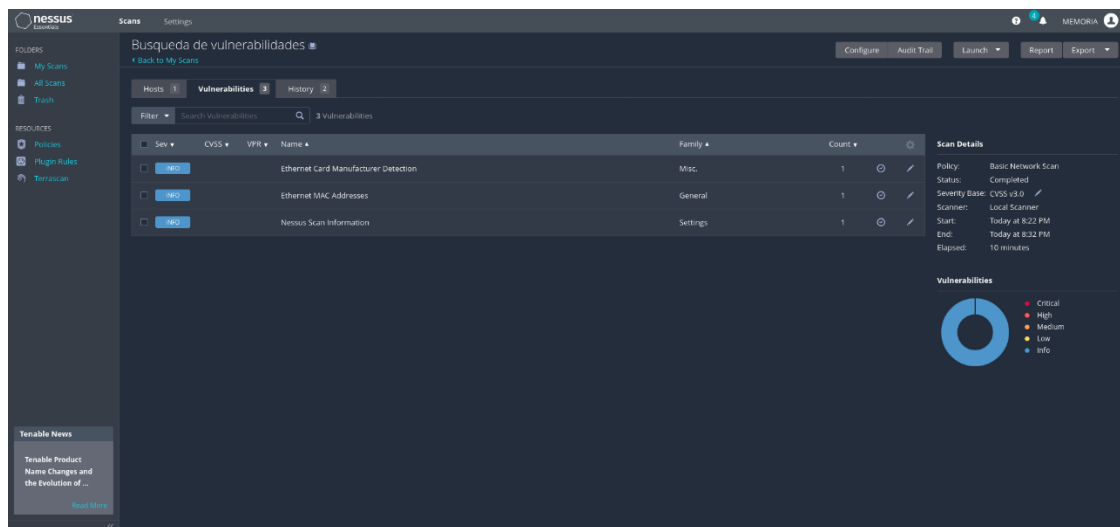 nessus
Essentials
Scans
Settings
4
MEMORIA
FOLDERS
My Scans
All Scans
Trash
RESOURCES
Policies
Plugin Rules
Terrascan
Tenable News
Tenable Product
Name Changes and
the Evolution of ...
Read More
Busqueda de vulnerabilidades
Back to My Scans
Configure
Audit Trail
Launch
Report
Export
Hosts 1
Vulnerabilities 3
History 2
Filter
Search Vulnerabilities
3 Vulnerabilities
Sev CVSS VPR Name Family Count
INFO Ethernet Card Manufacturer Detection Misc. 1
INFO Ethernet MAC Addresses General 1
INFO Nessus Scan Information Settings 1
Scan Details
Policy: Basic Network Scan
Status: Completed
Severity Base: CVSS v3.0
Scanner: Local Scanner
Start: Today at 8:22 PM
End: Today at 8:32 PM
Elapsed: 10 minutes
Vulnerabilities
Critical
High
Medium
Low
Info